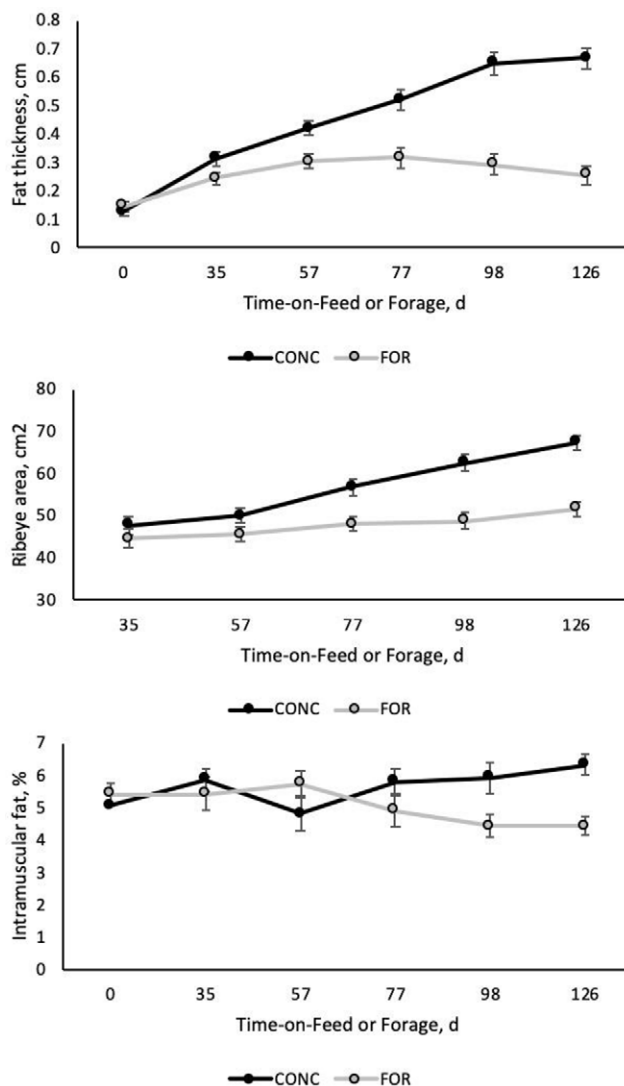 Fat thickness, cm
0.8
0.7
0.6
0.5
0.4
0.3
0.2
0.1
0
0 35 57 77 98 126
Time-on-Feed or Forage, d
CONC FOR
Ribeye area, cm2
80
70
60
50
40
30
35 57 77 98 126
Time-on-Feed or Forage, d
CONC FOR
Intramuscular fat, %
7
6
5
4
3
2
1
0
0 35 57 77 98 126
Time-on-Feed or Forage, d
CONC FOR